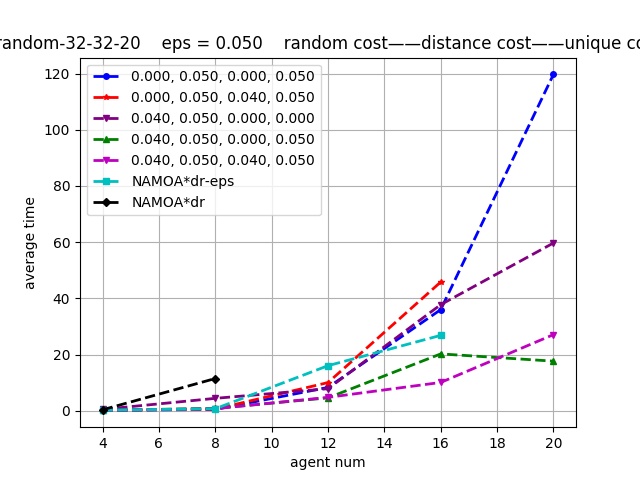 random-32-32-20    eps = 0.050    random cost——distance cost——unique co
120
100
80
60
40
20
0
average time
0.000, 0.050, 0.000, 0.050
0.000, 0.050, 0.040, 0.050
0.040, 0.050, 0.000, 0.000
0.040, 0.050, 0.000, 0.050
0.040, 0.050, 0.040, 0.050
NAMOA*dr-eps
NAMOA*dr
4 6 8 10 12 14 16 18 20
agent num